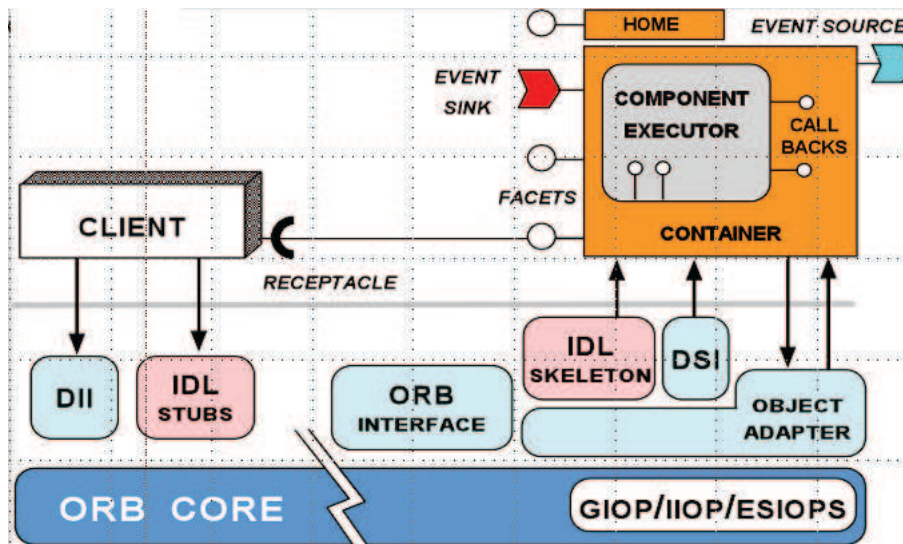 HOME
EVENT SOURCE
EVENT
SINK
COMPONENT
EXECUTOR
CALL
BACKS
FACETS
CONTAINER
CLIENT
RECEPTACLE
DII
IDL
STUBS
ORB
INTERFACE
IDL
SKELETON
DSI
OBJECT
ADAPTER
ORB CORE
GIOP/IIOP/ESIOPS